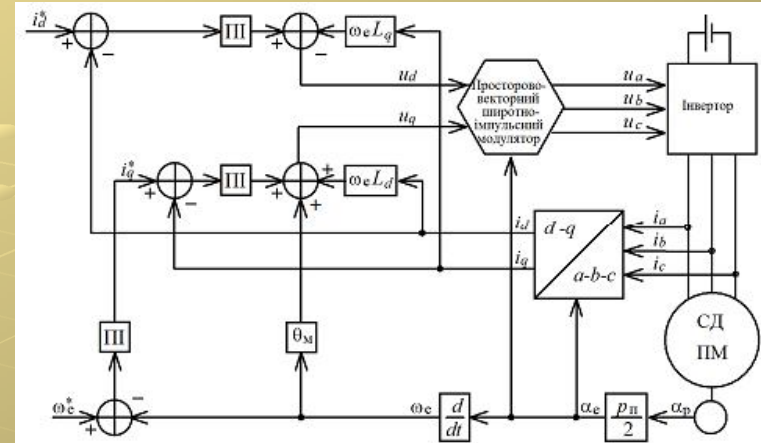 i*d
+
−
ПІ
+
−
−
ωeLq
ud
uq
Просторово-
векторний
широтно-
імпульсний
модулятор
ua
ub
uc
Інвертор
i*q
+
−
ПІ
+
+
+
ωeLd
id
iq
d-q
a-b-c
ia
ib
ic
СД
ПМ
ПІ
θм
ω*e
+
−
ωe
d
dt
αe
pп
2
αp